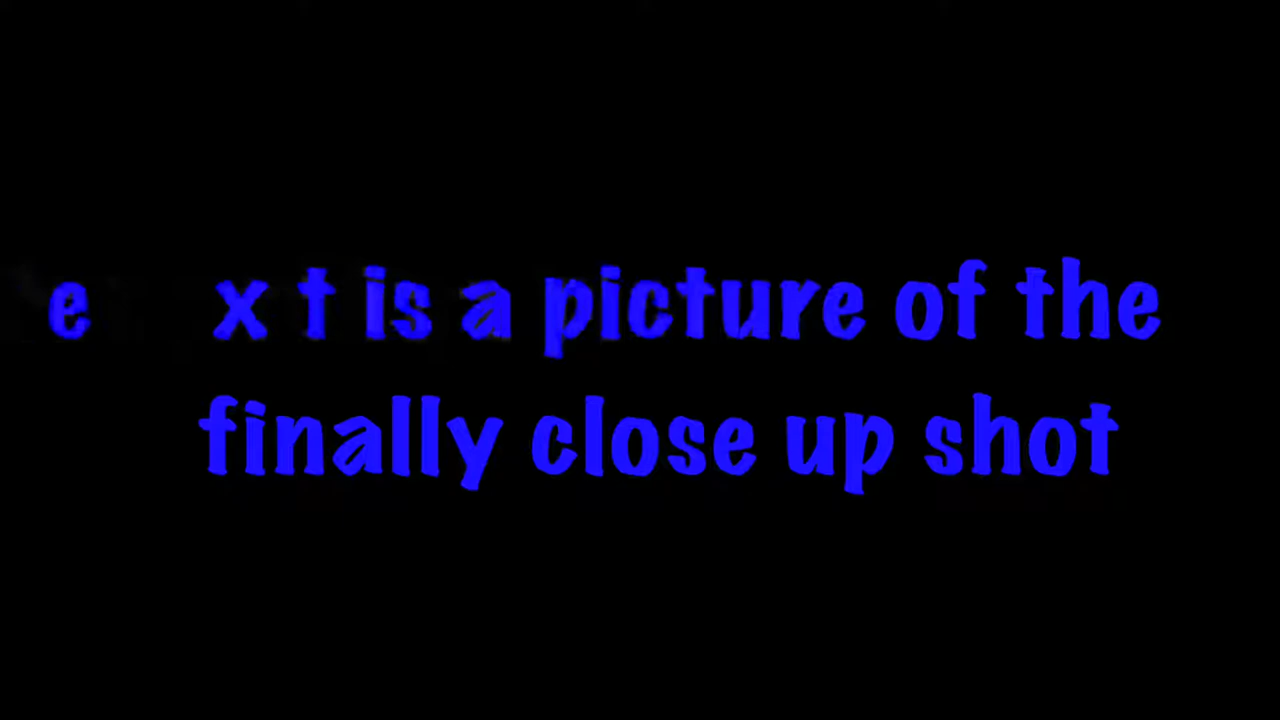 e x t is a picture of the
finally close up shot